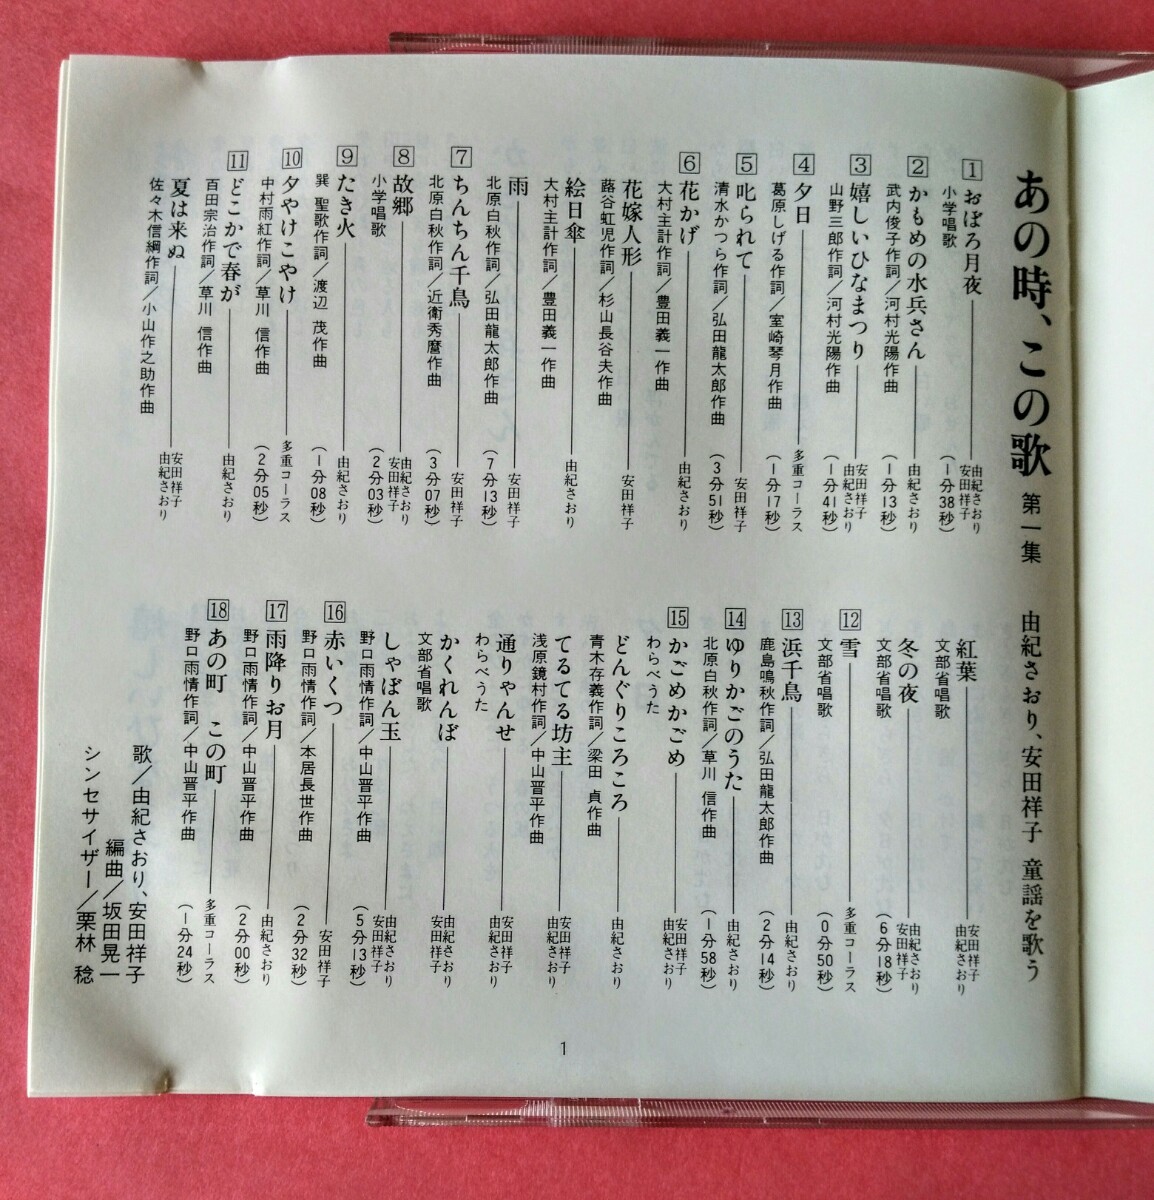 あの時、この歌 第一集 由紀さおり、安田祥子 童謡を歌う
1 おぼろ月夜 由紀さおり 安田祥子
小学唱歌 (1分38秒)
2 かもめの水兵さん 由紀さおり
武内俊子作詞/河村光陽作曲 (1分13秒)
3 嬉しいひなまつり 由紀さおり 安田祥子
山野三郎作詞/河村光陽作曲 (1分41秒)
4 夕日 多重コーラス
葛原しげる作詞/室崎琴月作曲 (1分17秒)
5 叱られて 安田祥子
清水かつら作詞/弘田龍太郎作曲 (3分51秒)
6 花かげ 由紀さおり
大村主計作詞/豊田義一作曲
花嫁人形 安田祥子
蕗谷虹児作詞/杉山長谷夫作曲
絵日傘 由紀さおり
大村主計作詞/豊田義一作曲
雨 安田祥子
北原白秋作詞/弘田龍太郎作曲 (7分13秒)
7 ちんちん千鳥 安田祥子
北原白秋作詞/近衛秀麿作曲 (3分07秒)
8 故郷 由紀さおり 安田祥子
小学唱歌 (2分03秒)
9 たき火 由紀さおり
巽 聖歌作詞/渡辺 茂作曲 (1分08秒)
10 夕やけこやけ 多重コーラス
中村雨紅作詞/草川 信作曲 (2分05秒)
11 どこかで春が 由紀さおり
百田宗治作詞/草川 信作曲
夏は来ぬ 安田祥子 由紀さおり
佐々木信綱作詞/小山作之助作曲
紅葉 安田祥子 由紀さおり
文部省唱歌
冬の夜 由紀さおり 安田祥子
文部省唱歌 (6分18秒)
12 雪 多重コーラス
文部省唱歌 (0分50秒)
13 浜千鳥 由紀さおり
鹿島鳴秋作詞/弘田龍太郎作曲 (2分14秒)
14 ゆりかごのうた 由紀さおり
北原白秋作詞/草川 信作曲 (1分58秒)
15 かごめかごめ 安田祥子 由紀さおり
わらべうた
どんぐりころころ 由紀さおり
青木存義作詞/梁田 貞作曲
てるてる坊主 安田祥子 由紀さおり
浅原鏡村作詞/中山晋平作曲
通りゃんせ 安田祥子 由紀さおり
わらべうた
かくれんぼ 由紀さおり 安田祥子
文部省唱歌
しゃぼん玉 由紀さおり 安田祥子
野口雨情作詞/中山晋平作曲 (5分13秒)
16 赤いくつ 安田祥子
野口雨情作詞/本居長世作曲 (2分32秒)
17 雨降りお月 由紀さおり
野口雨情作詞/中山晋平作曲 (2分00秒)
18 あの町 この町 多重コーラス
野口雨情作詞/中山晋平作曲 (1分24秒)
歌/由紀さおり、安田祥子
編曲/坂田晃一
シンセサイザー/栗林 稔
1